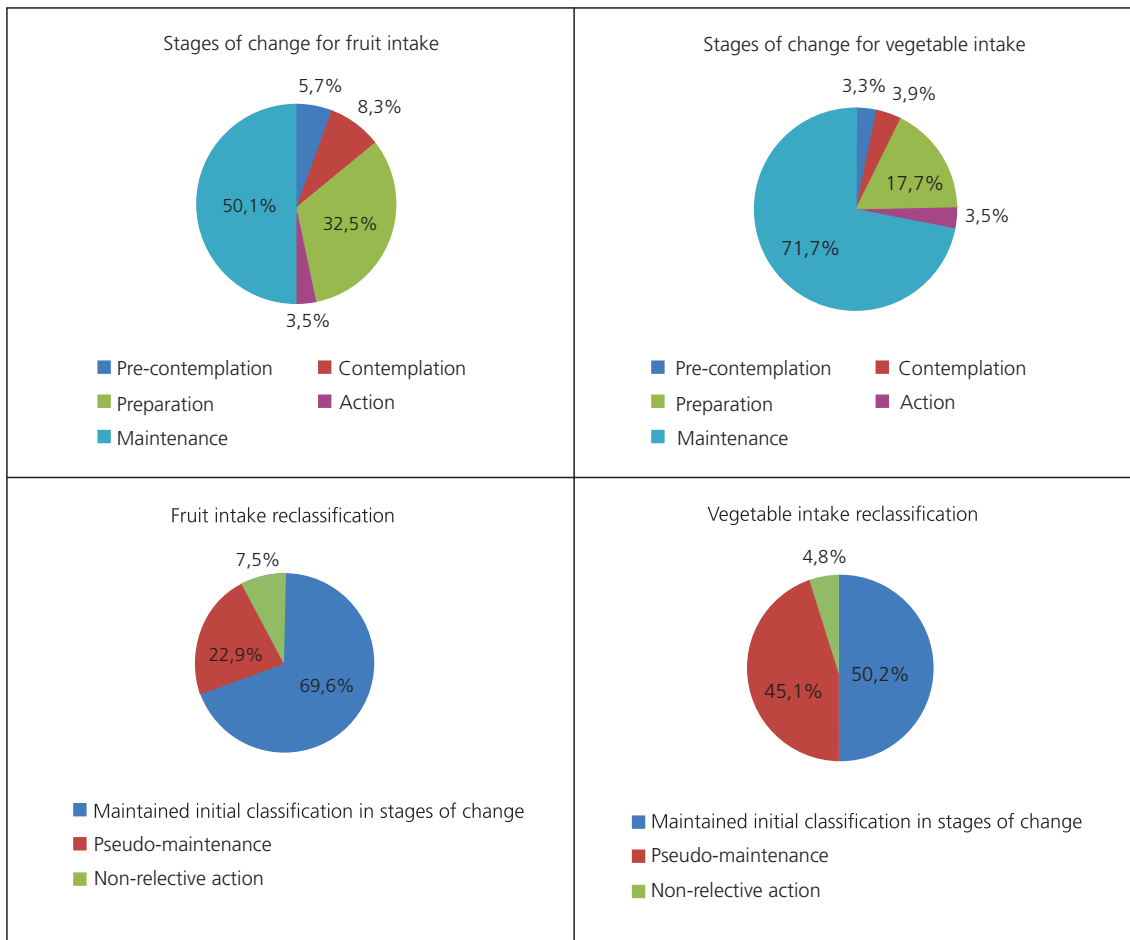 Stages of change for fruit intake
5,7%
8,3%
50,1%
32,5%
3,5%
Pre-contemplation Contemplation
Preparation Action
Maintenance
Stages of change for vegetable intake
3,3%
3,9%
17,7%
3,5%
71,7%
Pre-contemplation Contemplation
Preparation Action
Maintenance
Fruit intake reclassification
7,5%
22,9%
69,6%
Maintained initial classification in stages of change
Pseudo-maintenance
Non-relective action
Vegetable intake reclassification
4,8%
50,2%
45,1%
Maintained initial classification in stages of change
Pseudo-maintenance
Non-relective action